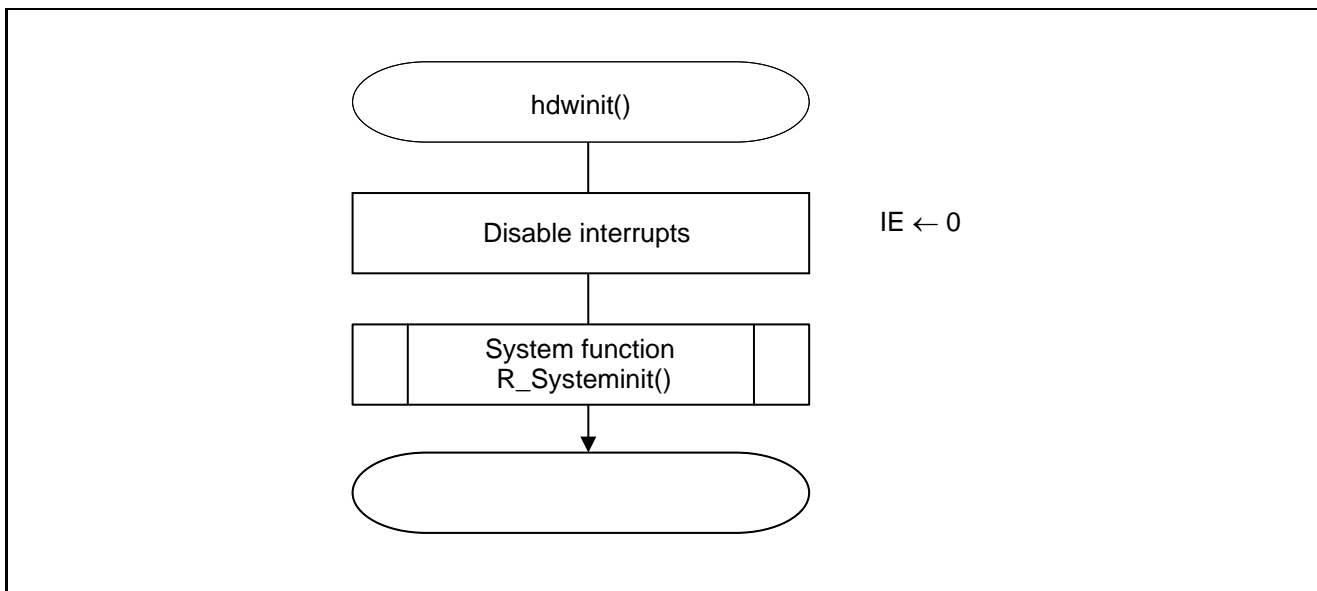 hdwinit()
Disable interrupts
IE ← 0
System function
R_Systeminit()